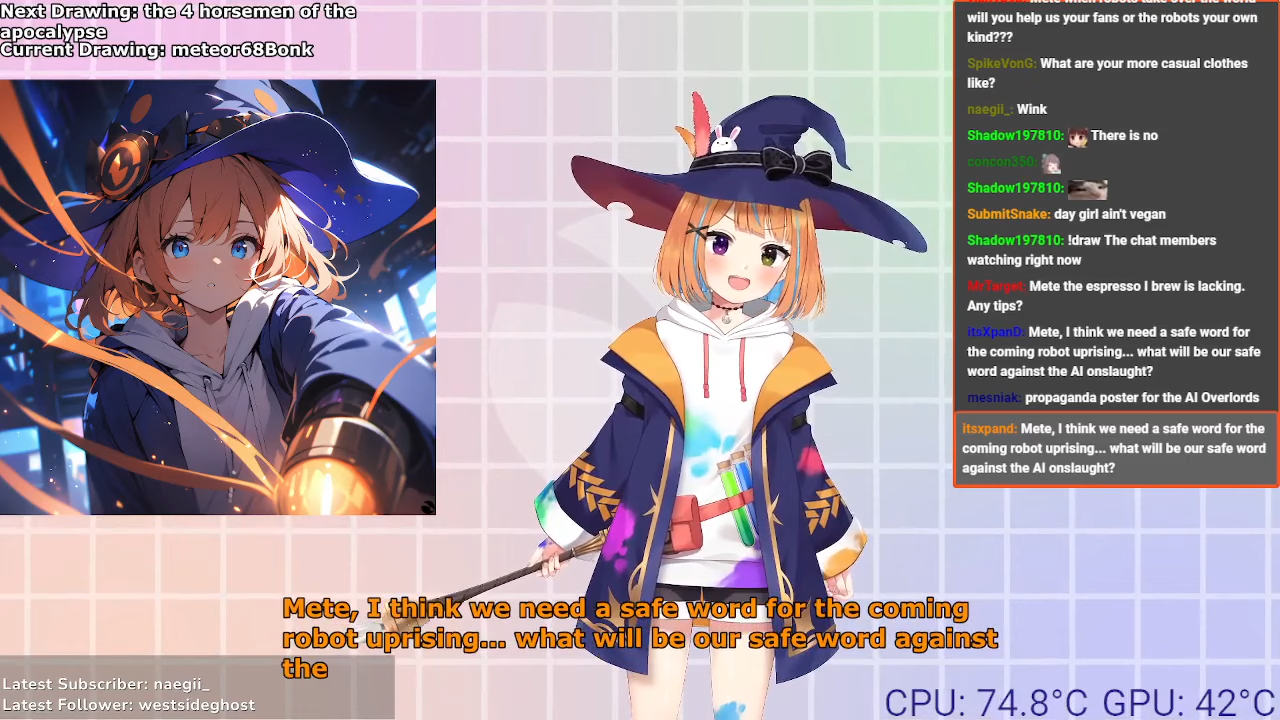 Next Drawing: the 4 horsemen of the
apocalypse
Current Drawing: meteor68Bonk
will you help us your fans or the robots your own
kind???
SpikeVonG: What are your more casual clothes
like?
naegii_: Wink
Shadow197810: There is no
concon350:
Shadow197810:
SubmitSnake: day girl ain't vegan
Shadow197810: !draw The chat members
watching right now
MrTarget: Mete the espresso I brew is lacking.
Any tips?
itsXpanD: Mete, I think we need a safe word for
the coming robot uprising... what will be our safe
word against the AI onslaught?
mesniak: propaganda poster for the AI Overlords
itsxpand: Mete, I think we need a safe word for the
coming robot uprising... what will be our safe word
against the AI onslaught?
Mete, I think we need a safe word for the coming
robot uprising... what will be our safe word against
the
Latest Subscriber: naegii_
Latest Follower: westsideghost
CPU: 74.8°C GPU: 42°C